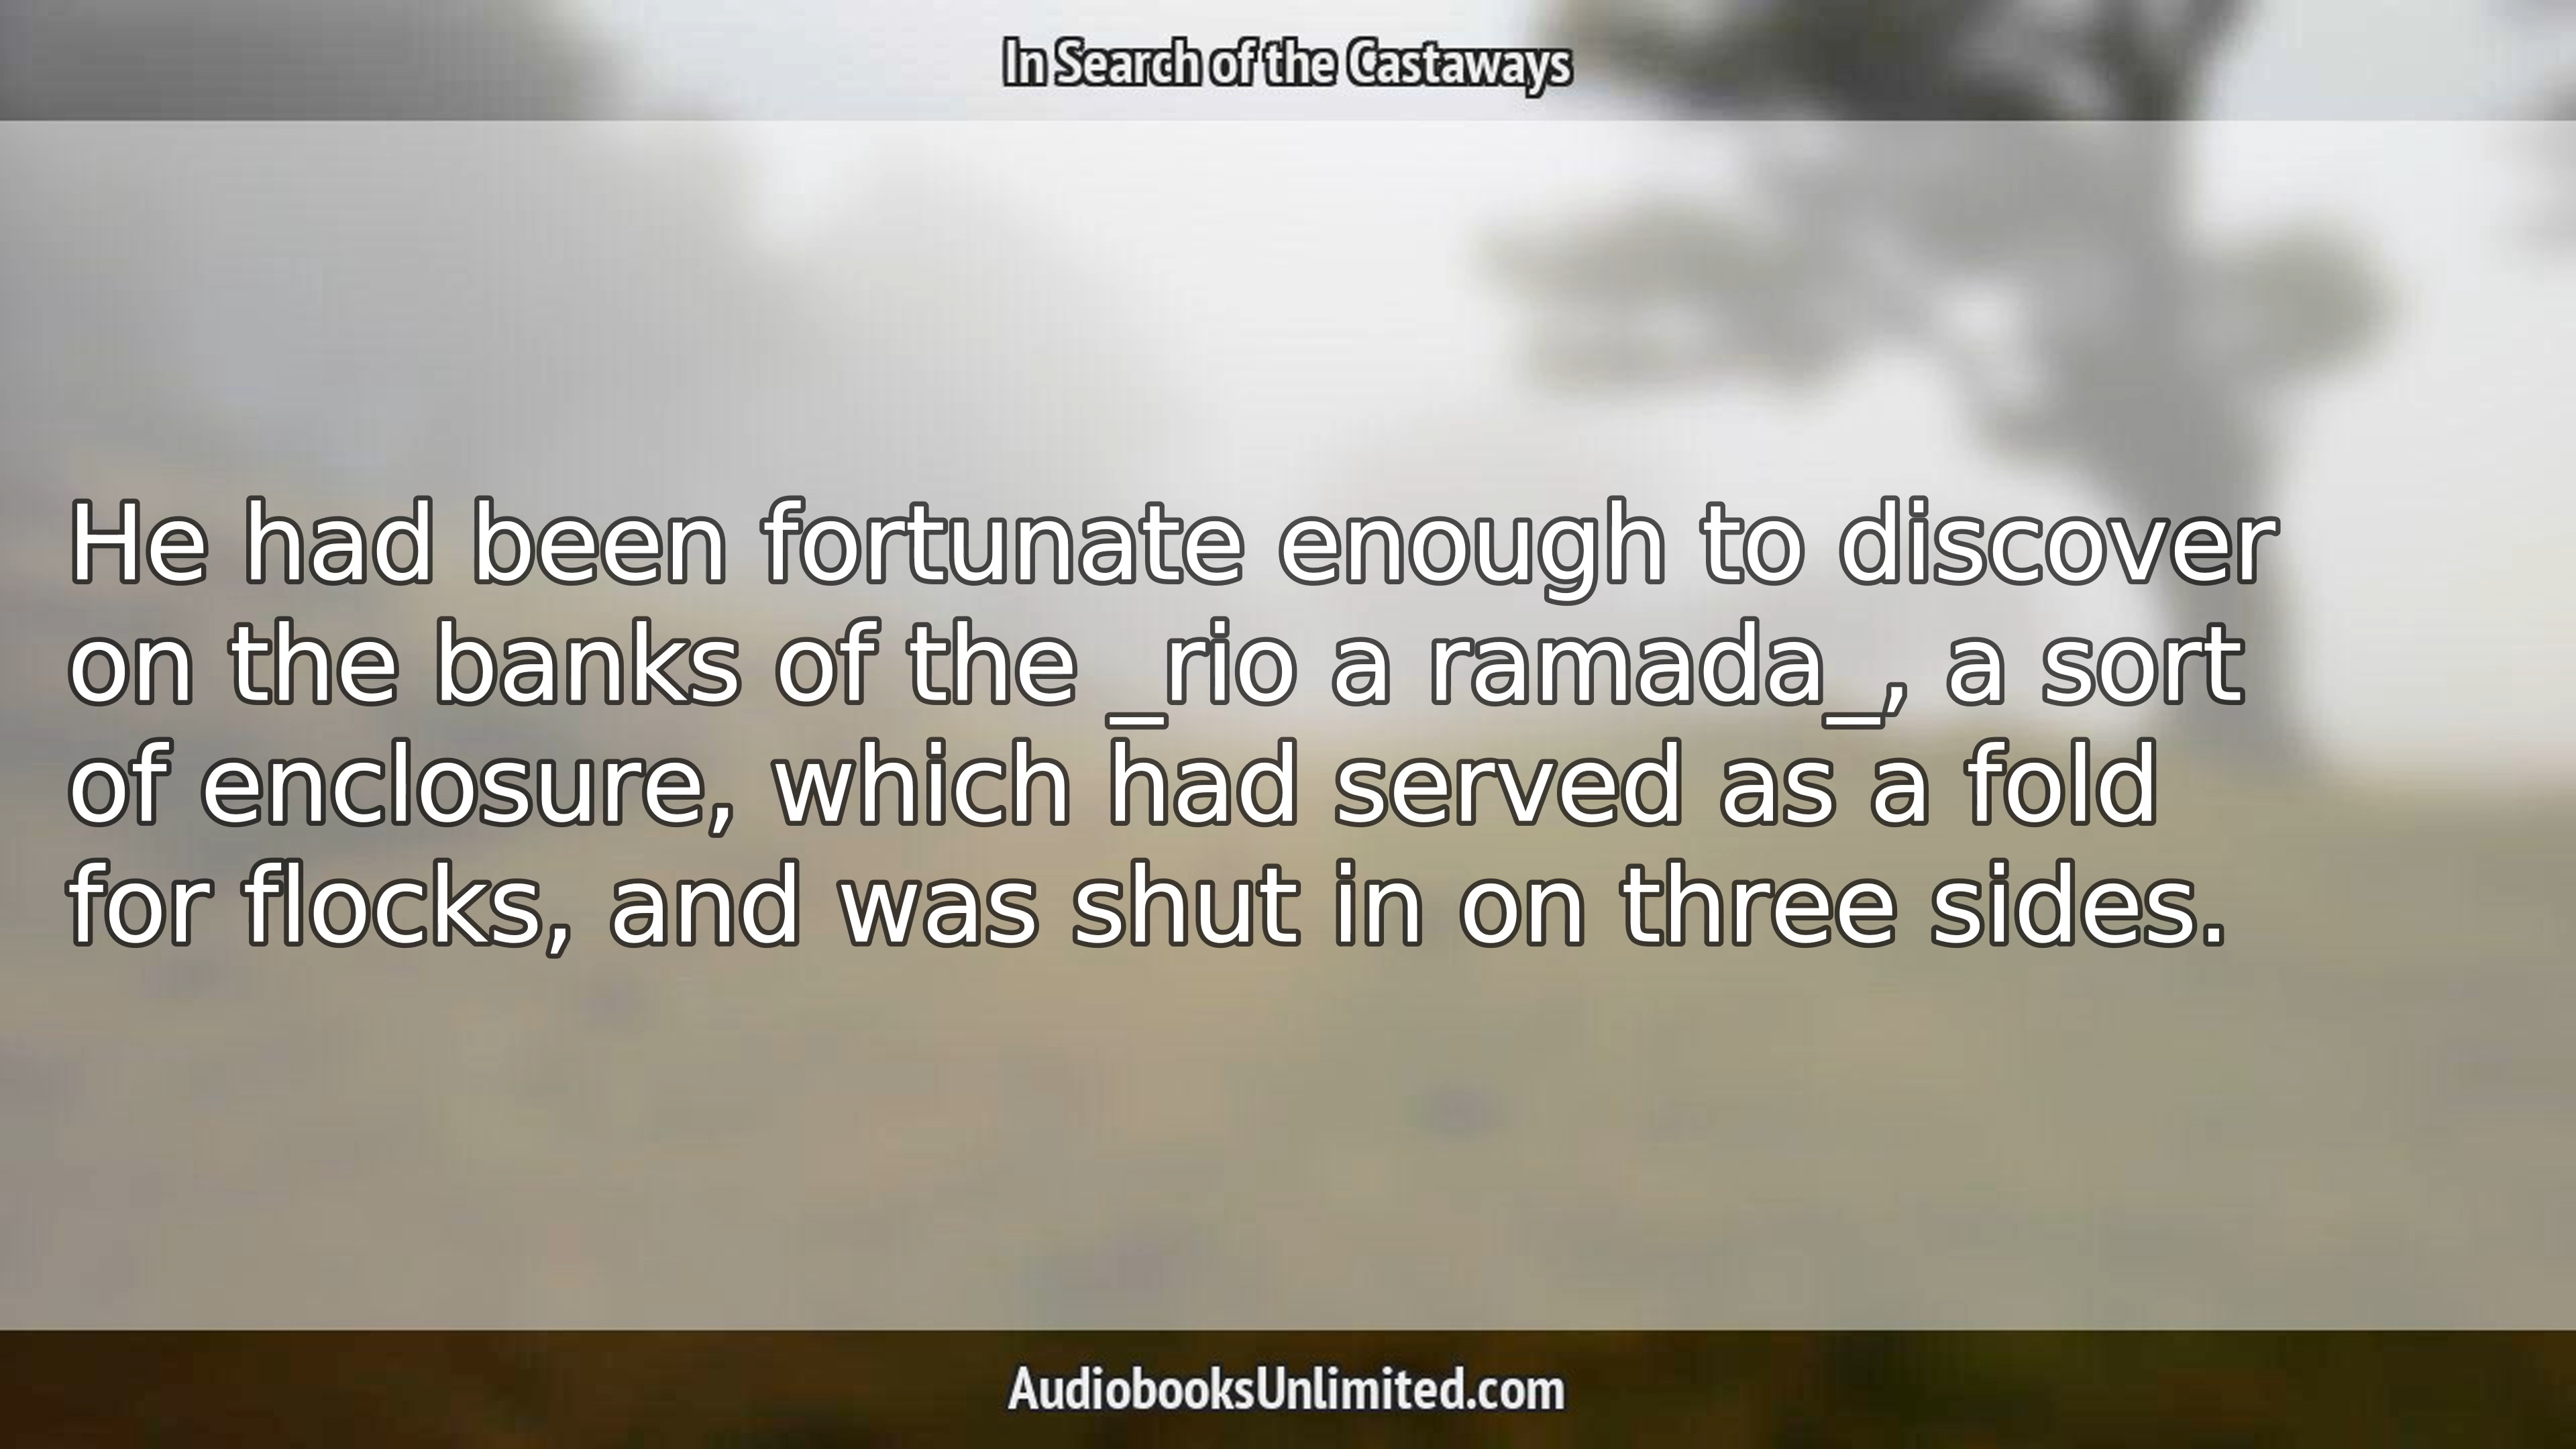 In Search of the Castaways
He had been fortunate enough to discover
on the banks of the _rio a ramada_, a sort
of enclosure, which had served as a fold
for flocks, and was shut in on three sides.
AudiobooksUnlimited.com